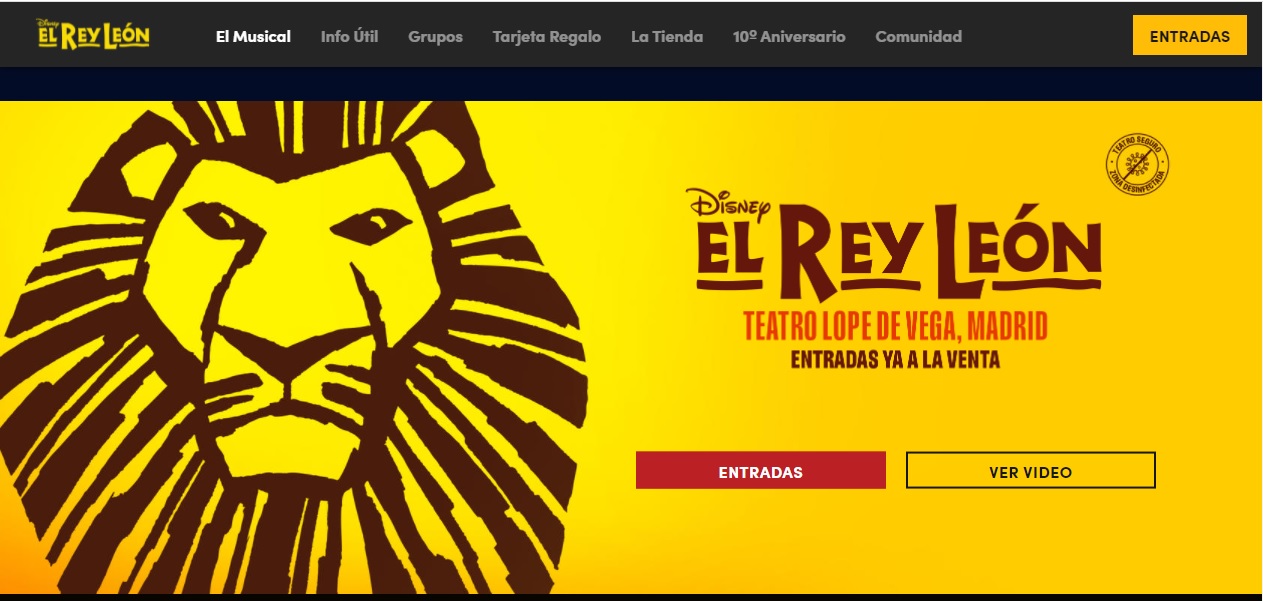 Disney
EL REY LEÓN
El Musical
Info Útil
Grupos
Tarjeta Regalo
La Tienda
10º Aniversario
Comunidad
ENTRADAS
TEATRO SEGURO
ZONA DESINFECTADA
Disney
EL REY LEÓN
TEATRO LOPE DE VEGA, MADRID
ENTRADAS YA A LA VENTA
ENTRADAS
VER VIDEO